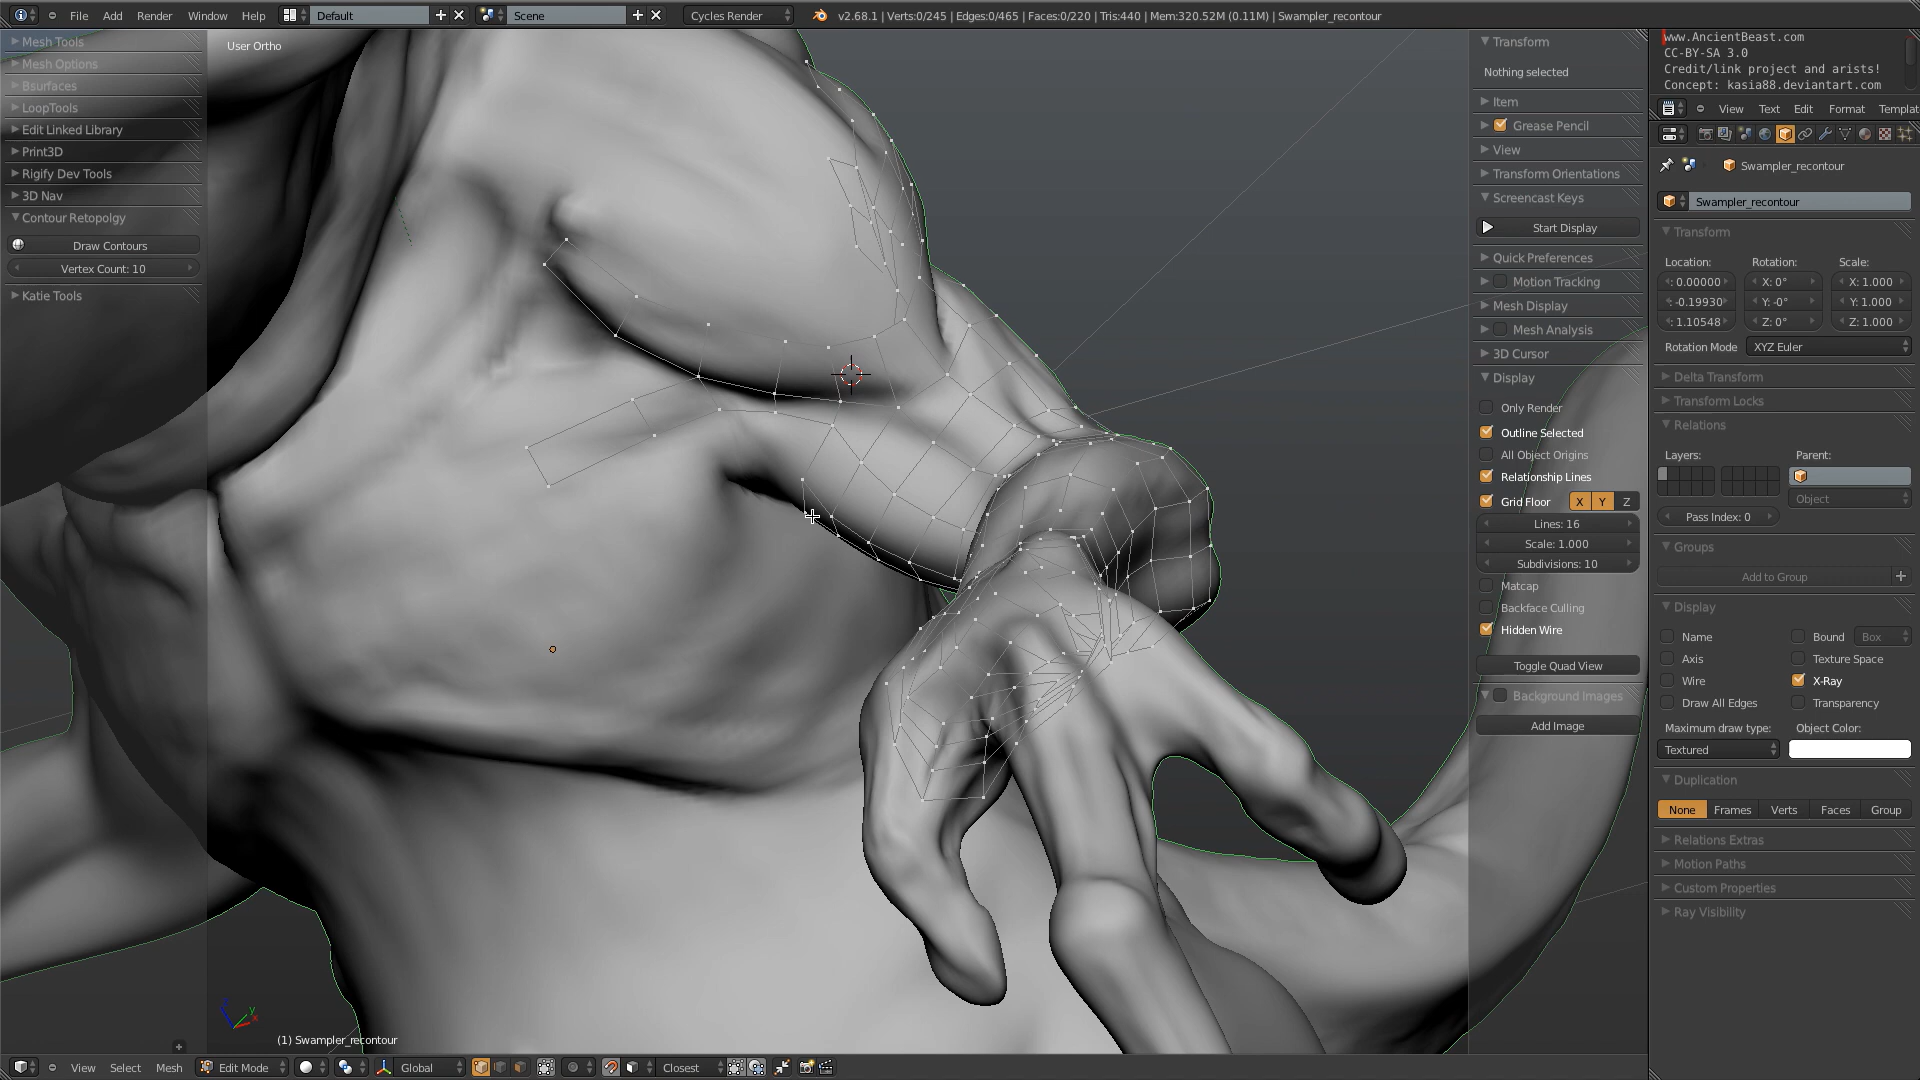 File Add Render Window Help Default Scene Cycles Render v2.68.1 | Verts:0/245 | Edges:0/465 | Faces:0/220 | Tris:440 | Mem:320.52M (0.11M) | Swampler_recontour
Mesh Tools
Mesh Options
Bsurfaces
LoopTools
Edit Linked Library
Print3D
Rigify Dev Tools
3D Nav
Contour Retopolgy
Draw Contours
Vertex Count: 10
Katie Tools
User Ortho
(1) Swampler_recontour
Transform
Nothing selected
Item
Grease Pencil
View
Transform Orientations
Screencast Keys
Start Display
Quick Preferences
Motion Tracking
Mesh Display
Mesh Analysis
3D Cursor
Display
Only Render
Outline Selected
All Object Origins
Relationship Lines
Grid Floor X Y Z
Lines: 16
Scale: 1.000
Subdivisions: 10
Matcap
Backface Culling
Hidden Wire
Toggle Quad View
Background Images
Add Image
www.AncientBeast.com
CC-BY-SA 3.0
Credit/link project and arists!
Concept: kasia88.deviantart.com
View Text Edit Format Templat
Swampler_recontour
Swampler_recontour
Transform
Location: Rotation: Scale:
: 0.00000 X: 0° X: 1.000
: -0.19930 Y: -0° Y: 1.000
: 1.10548 Z: 0° Z: 1.000
Rotation Mode XYZ Euler
Delta Transform
Transform Locks
Relations
Layers: Parent:
Object
Pass Index: 0
Groups
Add to Group
Display
Name Bound Box
Axis Texture Space
Wire X-Ray
Draw All Edges Transparency
Maximum draw type: Object Color:
Textured
Duplication
None Frames Verts Faces Group
Relations Extras
Motion Paths
Custom Properties
Ray Visibility
View Select Mesh Edit Mode Global Closest